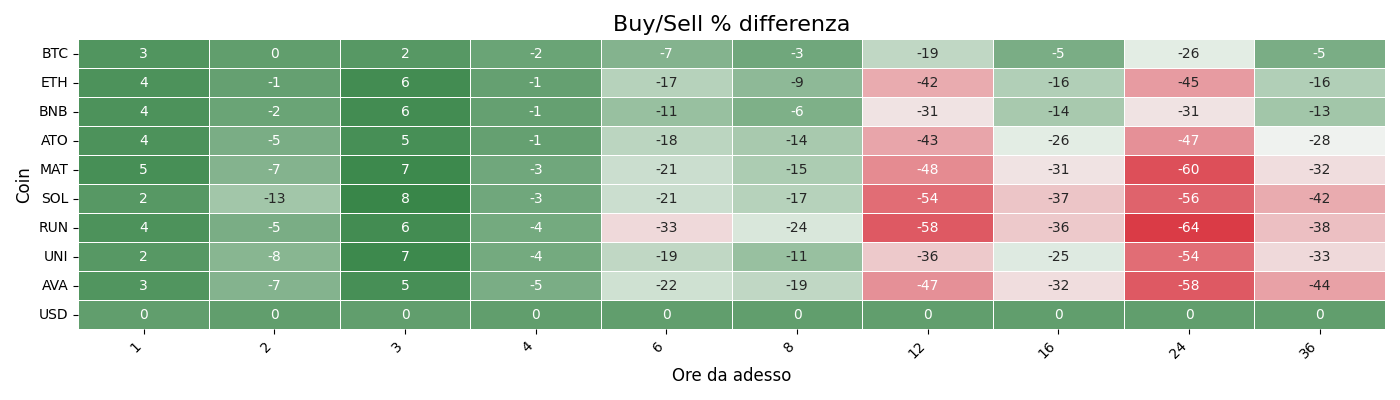 Buy/Sell % differenza
Coin
BTC 3 0 2 -2 -7 -3 -19 -5 -26 -5
ETH 4 -1 6 -1 -17 -9 -42 -16 -45 -16
BNB 4 -2 6 -1 -11 -6 -31 -14 -31 -13
ATO 4 -5 5 -1 -18 -14 -43 -26 -47 -28
MAT 5 -7 7 -3 -21 -15 -48 -31 -60 -32
SOL 2 -13 8 -3 -21 -17 -54 -37 -56 -42
RUN 4 -5 6 -4 -33 -24 -58 -36 -64 -38
UNI 2 -8 7 -4 -19 -11 -36 -25 -54 -33
AVA 3 -7 5 -5 -22 -19 -47 -32 -58 -44
USD 0 0 0 0 0 0 0 0 0 0
1 2 3 4 6 8 12 16 24 36
Ore da adesso